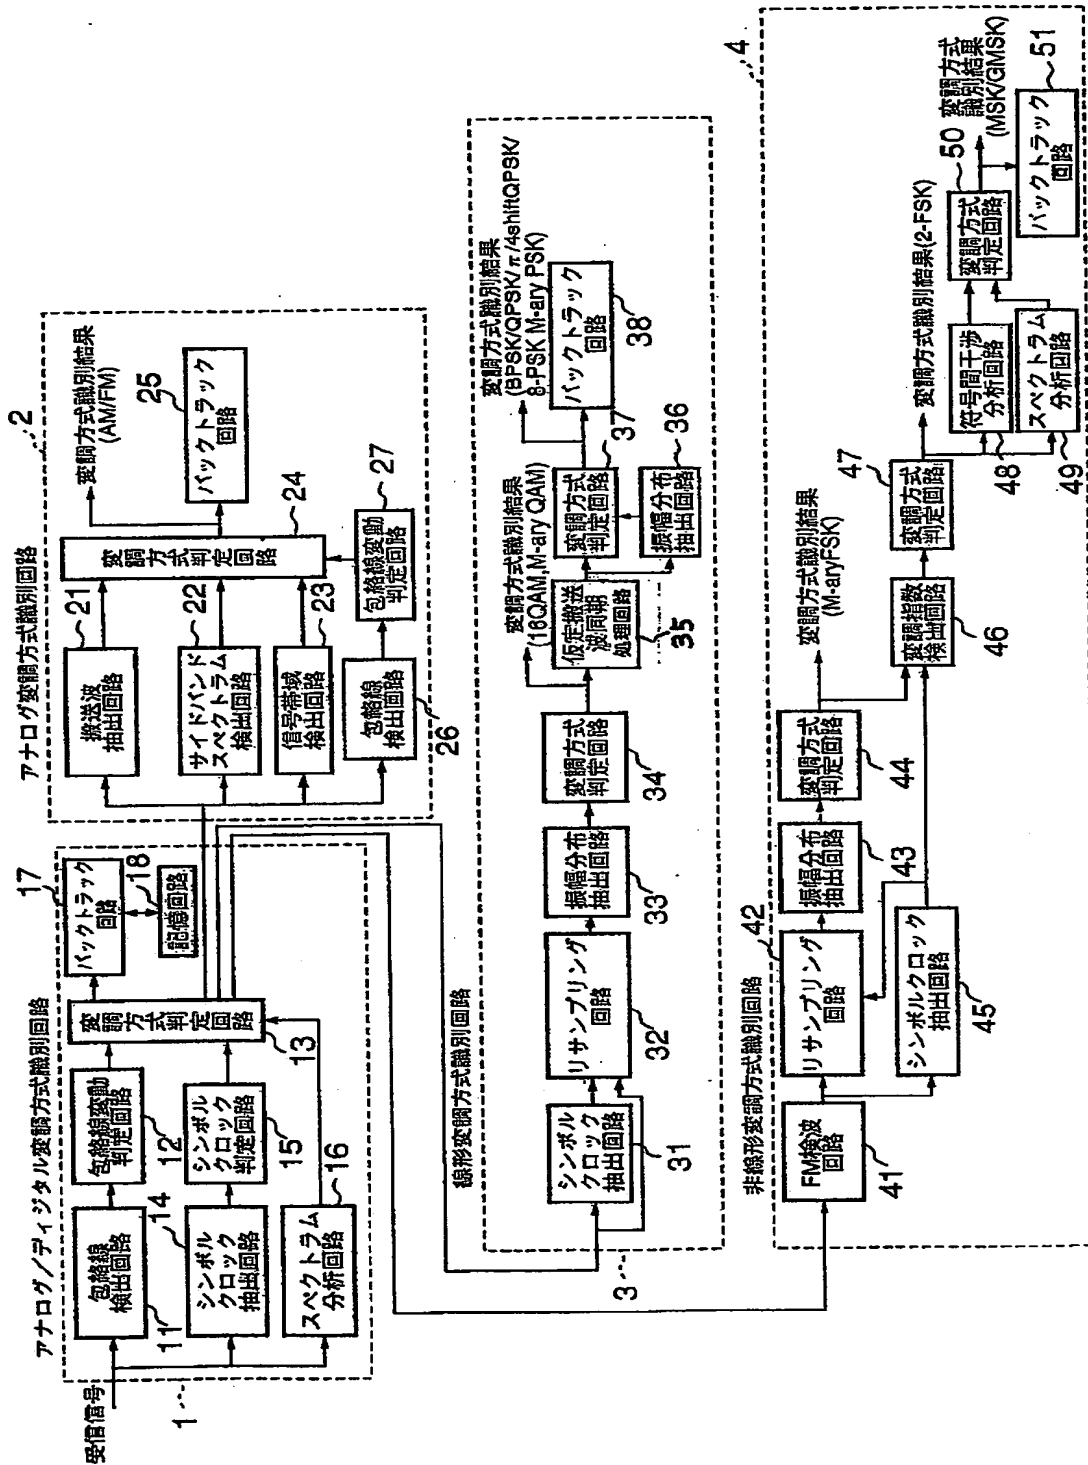 受信信号
1
アナログ/ディジタル変調方式識別回路
包絡線
検出回路
11
包絡線変動
判定回路
12
変調方式判定回路
13
シンボル
クロック
抽出回路
14
シンボル
クロック
判定回路
15
スペクトラム
分析回路
16
バックトラック
回路
17
記憶回路
18
アナログ変調方式識別回路
2
搬送波
抽出回路
21
サイドバンド
スペクトラム
検出回路
22
信号帯域
検出回路
23
包絡線
検出回路
26
包絡線変動
判定回路
27
変調方式判定回路
24
変調方式識別結果
(AM/FM)
バックトラック
回路
25
線形変調方式識別回路
3
シンボル
クロック
抽出回路
31
リサンプリング
回路
32
振幅分布
抽出回路
33
変調方式
判定回路
34
変調方式識別結果
(16QAM,M-ary QAM)
仮定搬送
波同期
処理回路
35
振幅分布
抽出回路
36
変調方式
判定回路
37
変調方式識別結果
(BPSK/QPSK/π/4shiftQPSK/
8-PSK M-ary PSK)
バックトラック
回路
38
非線形変調方式識別回路
4
FM検波
回路
41
リサンプリング
回路
42
振幅分布
抽出回路
43
変調方式
判定回路
44
変調方式識別結果
(M-aryFSK)
シンボルクロック
抽出回路
45
変調指数
検出回路
46
変調方式
判定回路
47
変調方式識別結果(2-FSK)
符号間干渉
分析回路
48
スペクトラム
分析回路
49
変調方式
判定回路
50
変調方式
識別結果
(MSK/GMSK)
バックトラック
回路
51